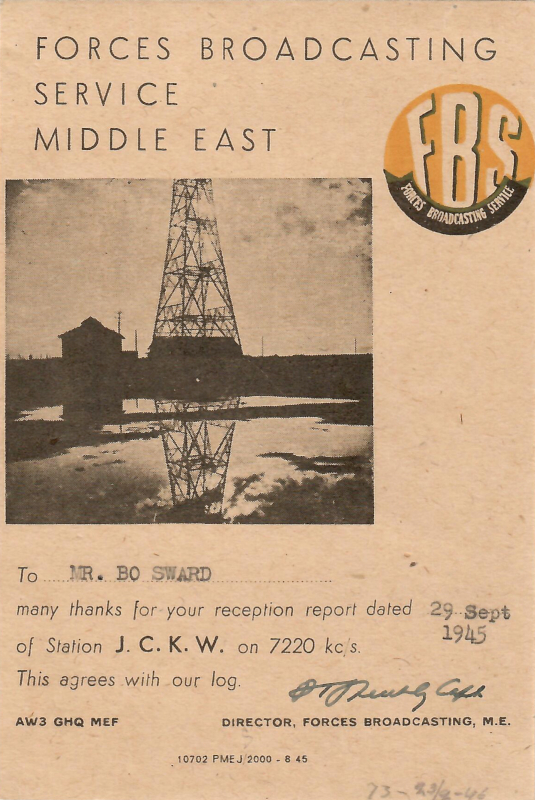 FORCES BROADCASTING
SERVICE
MIDDLE EAST
FBS
FORCES BROADCASTING SERVICE
To MR. BO SWARD
many thanks for your reception report dated 29 Sept
1945
of Station J. C. K. W. on 7220 kc/s.
This agrees with our log.
AW3 GHQ MEF
DIRECTOR, FORCES BROADCASTING, M.E.
10702 PMEJ/2000 - 8 45